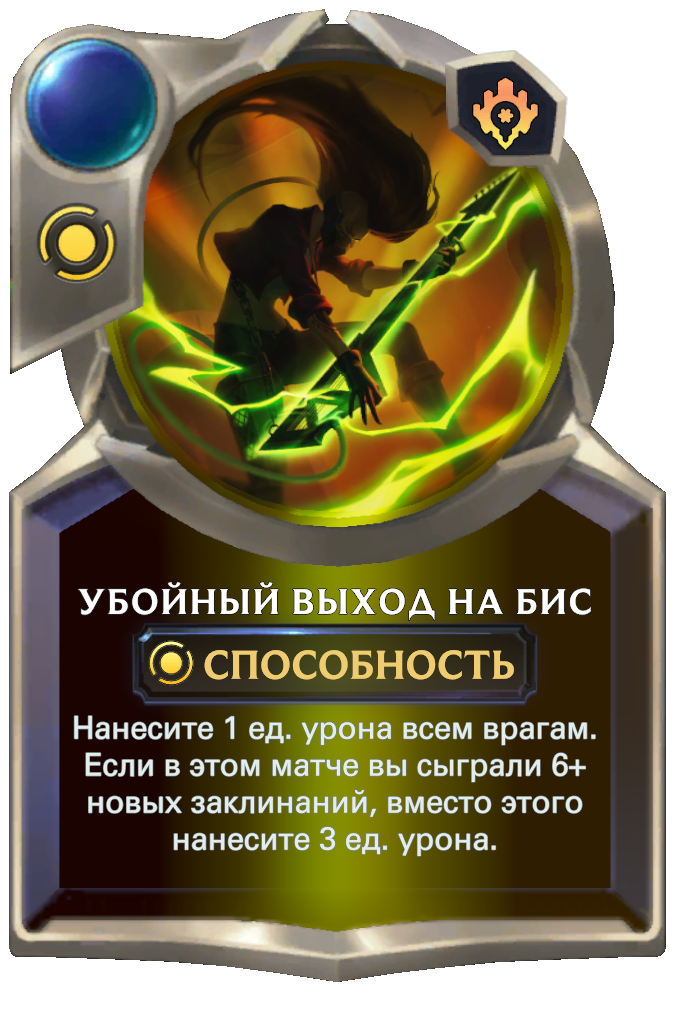 УБОЙНЫЙ ВЫХОД НА БИС
СПОСОБНОСТЬ
Нанесите 1 ед. урона всем врагам.
Если в этом матче вы сыграли 6+
новых заклинаний, вместо этого
нанесите 3 ед. урона.